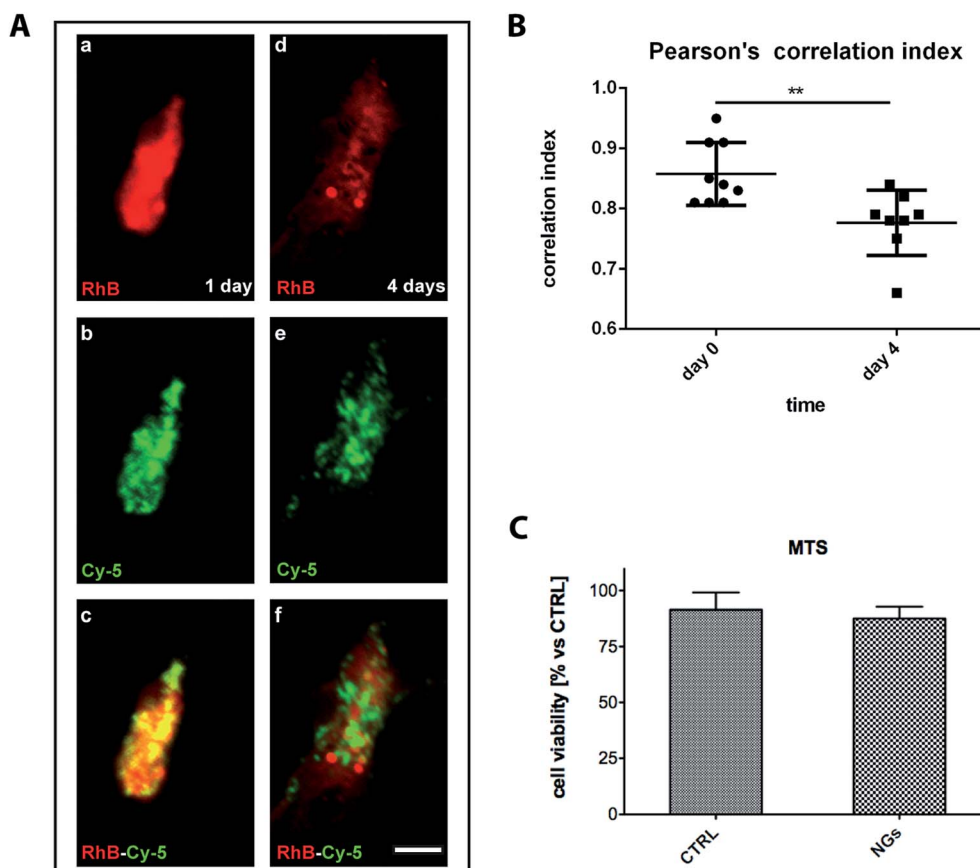 A
a
RhB
1 day
d
RhB
4 days
b
Cy-5
e
Cy-5
c
RhB-Cy-5
f
RhB-Cy-5
B
Pearson's correlation index
**
correlation index
1.0
0.9
0.8
0.7
0.6
day 0
day 4
time
C
MTS
cell viability [% vs CTRL]
100
75
50
25
0
CTRL
NGs